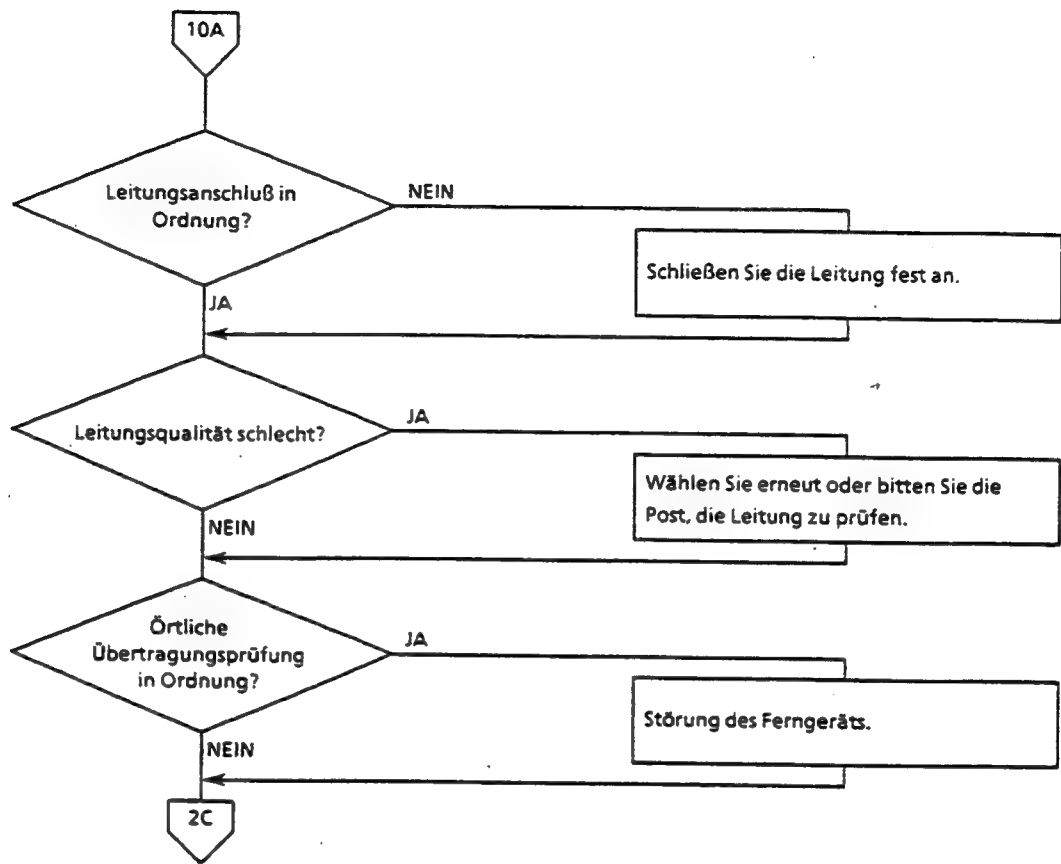 10A
Leitungsanschluß in
Ordnung?
NEIN
Schließen Sie die Leitung fest an.
JA
Leitungsqualität schlecht?
JA
Wählen Sie erneut oder bitten Sie die
Post, die Leitung zu prüfen.
NEIN
Örtliche
Übertragungsprüfung
in Ordnung?
JA
Störung des Ferngeräts.
NEIN
2C